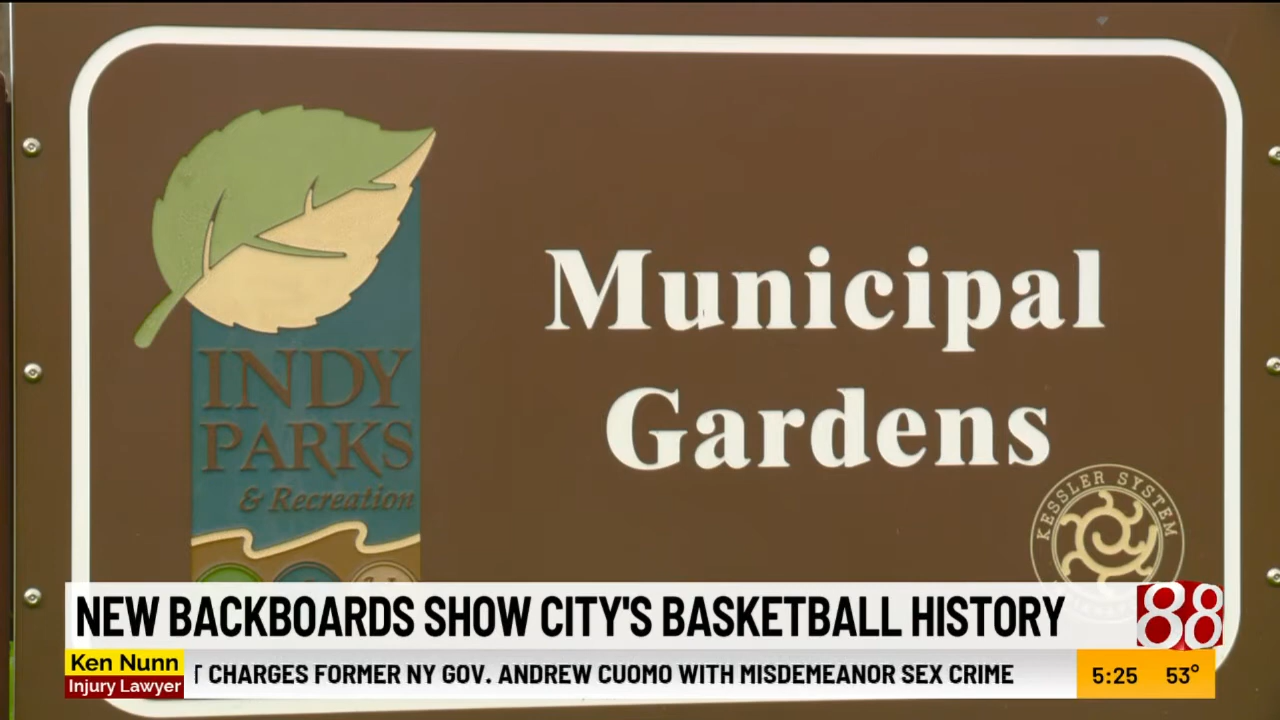 Municipal
Gardens
INDY
PARKS
& Recreation
KESSLER SYSTEM
NEW BACKBOARDS SHOW CITY'S BASKETBALL HISTORY
88
Ken Nunn
Injury Lawyer
T CHARGES FORMER NY GOV. ANDREW CUOMO WITH MISDEMEANOR SEX CRIME
5:25 53°